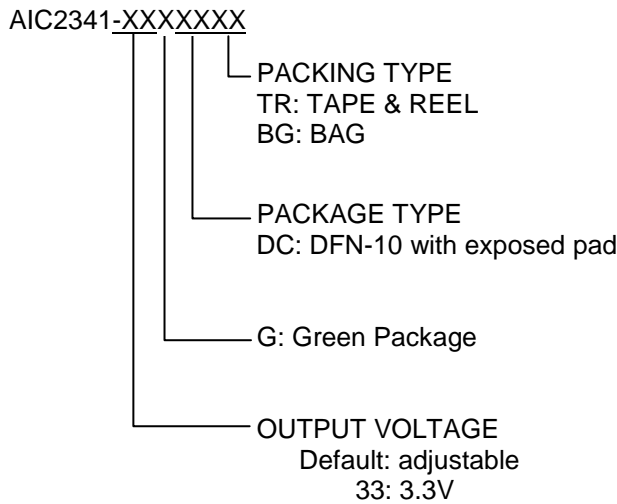 AIC2341-XXXXXXX
PACKING TYPE
TR: TAPE & REEL
BG: BAG
PACKAGE TYPE
DC: DFN-10 with exposed pad
G: Green Package
OUTPUT VOLTAGE
Default: adjustable
33: 3.3V